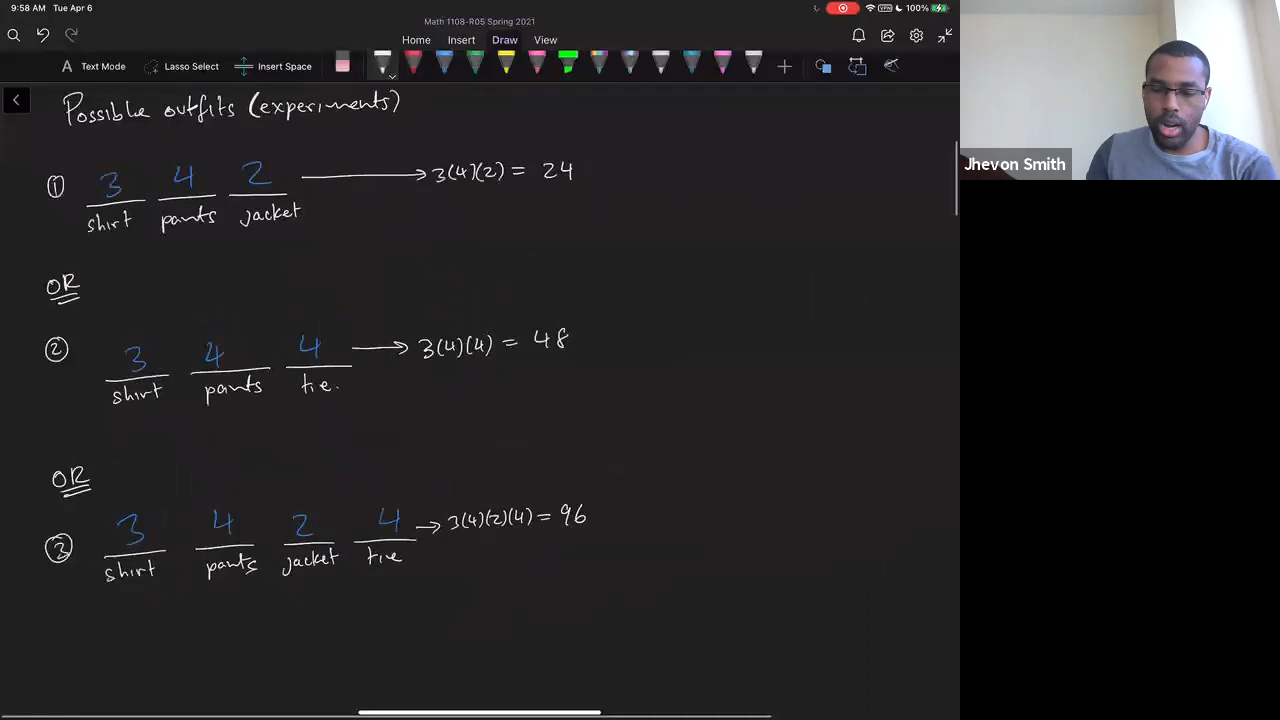 9:58 AM Tue Apr 6
100%
Math 1108-R05 Spring 2021
Home Insert Draw View
Text Mode Lasso Select Insert Space
Possible outfits (experiments)
① 3 4 2 → 3(4)(2) = 24
shirt pants jacket
OR
② 3 4 4 → 3(4)(4) = 48
shirt pants tie.
OR
③ 3 4 2 4 → 3(4)(2)(4) = 96
shirt pants jacket tie
Jhevon Smith